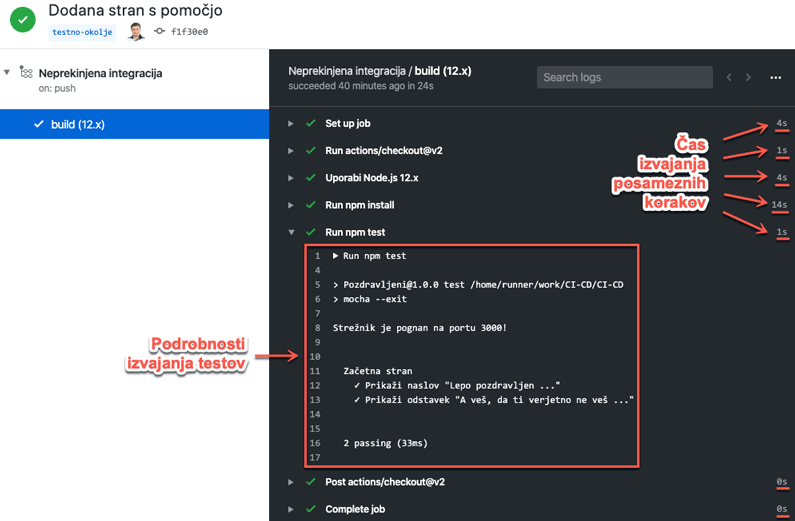 Dodana stran s pomočjo
testno-okolje f1f30e0
Neprekinjena integracija
on: push
build (12.x)
Neprekinjena integracija / build (12.x)
succeeded 40 minutes ago in 24s
Search logs
Set up job 4s
Run actions/checkout@v2 1s
Uporabi Node.js 12.x 4s
Run npm install 14s
Run npm test 1s
Čas
izvajanja
posameznih
korakov
1 Run npm test
4
5 > Pozdravljeni@1.0.0 test /home/runner/work/CI-CD/CI-CD
6 > mocha --exit
7
8 Strežnik je pognan na portu 3000!
9
10
11 Začetna stran
12 ✓ Prikaži naslov "Lepo pozdravljen ..."
13 ✓ Prikaži odstavek "A veš, da ti verjetno ne veš ..."
14
15
16 2 passing (33ms)
17
Podrobnosti
izvajanja testov
Post actions/checkout@v2 0s
Complete job 0s